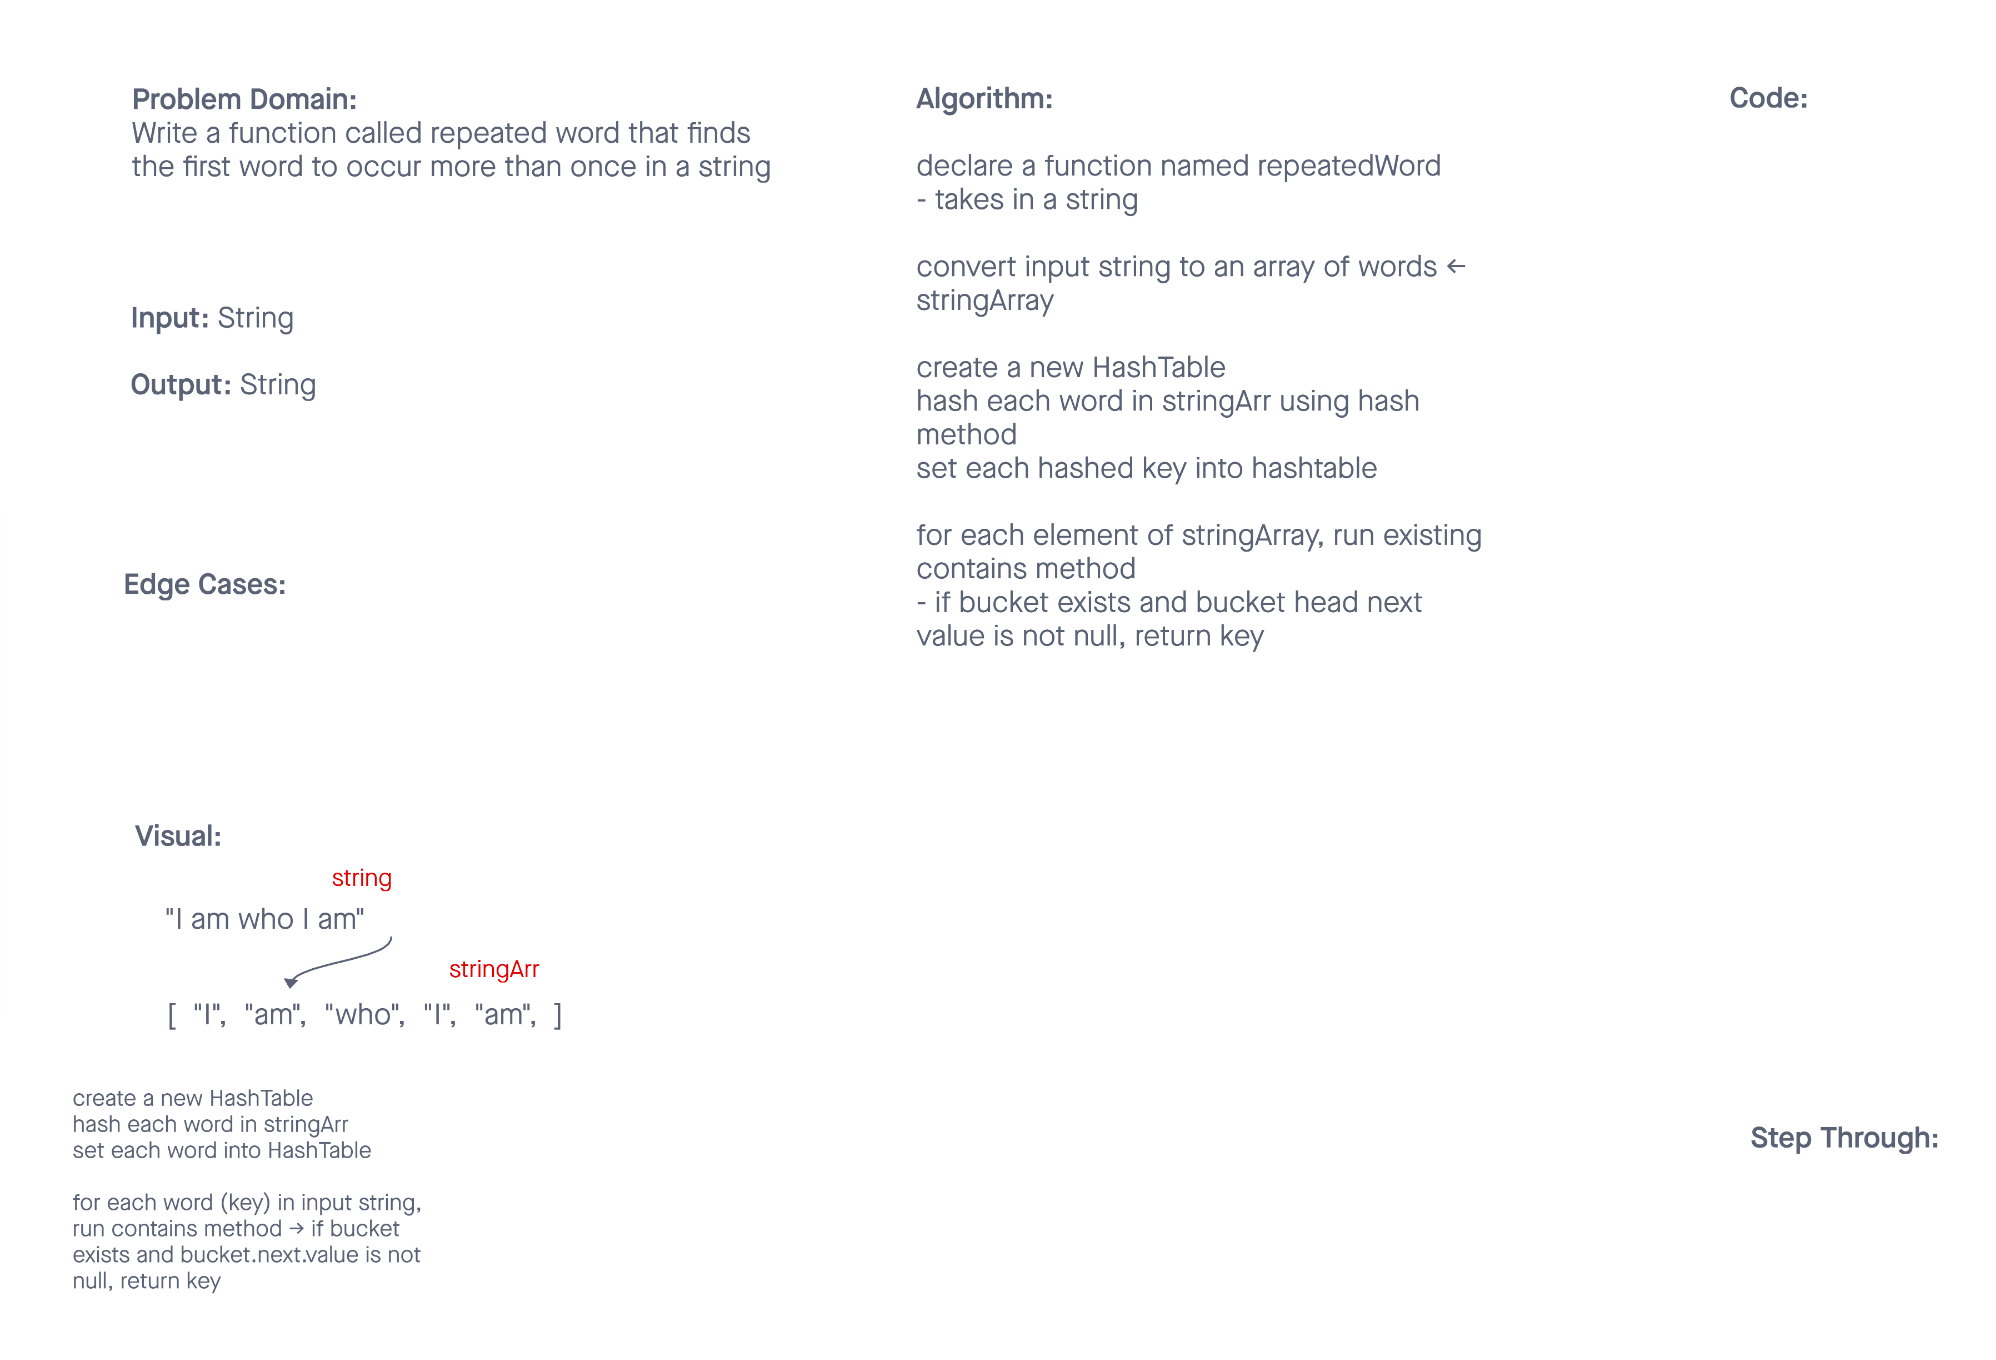 Problem Domain:
Write a function called repeated word that finds
the first word to occur more than once in a string
Input: String
Output: String
Edge Cases:
Visual:
string
"I am who I am"
stringArr
[ "I", "am", "who", "I", "am", ]
create a new HashTable
hash each word in stringArr
set each word into HashTable
for each word (key) in input string,
run contains method → if bucket
exists and bucket.next.value is not
null, return key
Algorithm:
declare a function named repeatedWord
- takes in a string
convert input string to an array of words ←
stringArray
create a new HashTable
hash each word in stringArr using hash
method
set each hashed key into hashtable
for each element of stringArray, run existing
contains method
- if bucket exists and bucket head next
value is not null, return key
Code:
Step Through: